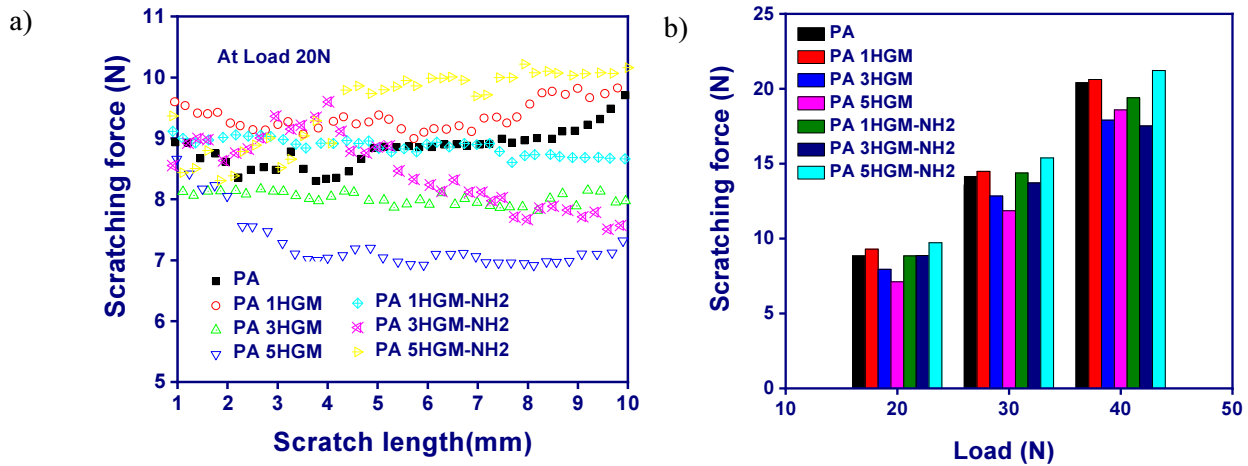 a)
At Load 20N
Scratching force (N)
11
10
9
8
7
6
5
PA
PA 1HGM
PA 3HGM
PA 5HGM
PA 1HGM-NH2
PA 3HGM-NH2
PA 5HGM-NH2
1 2 3 4 5 6 7 8 9 10
Scratch length(mm)
b)
Scratching force (N)
25
20
15
10
5
0
PA
PA 1HGM
PA 3HGM
PA 5HGM
PA 1HGM-NH2
PA 3HGM-NH2
PA 5HGM-NH2
10 20 30 40 50
Load (N)